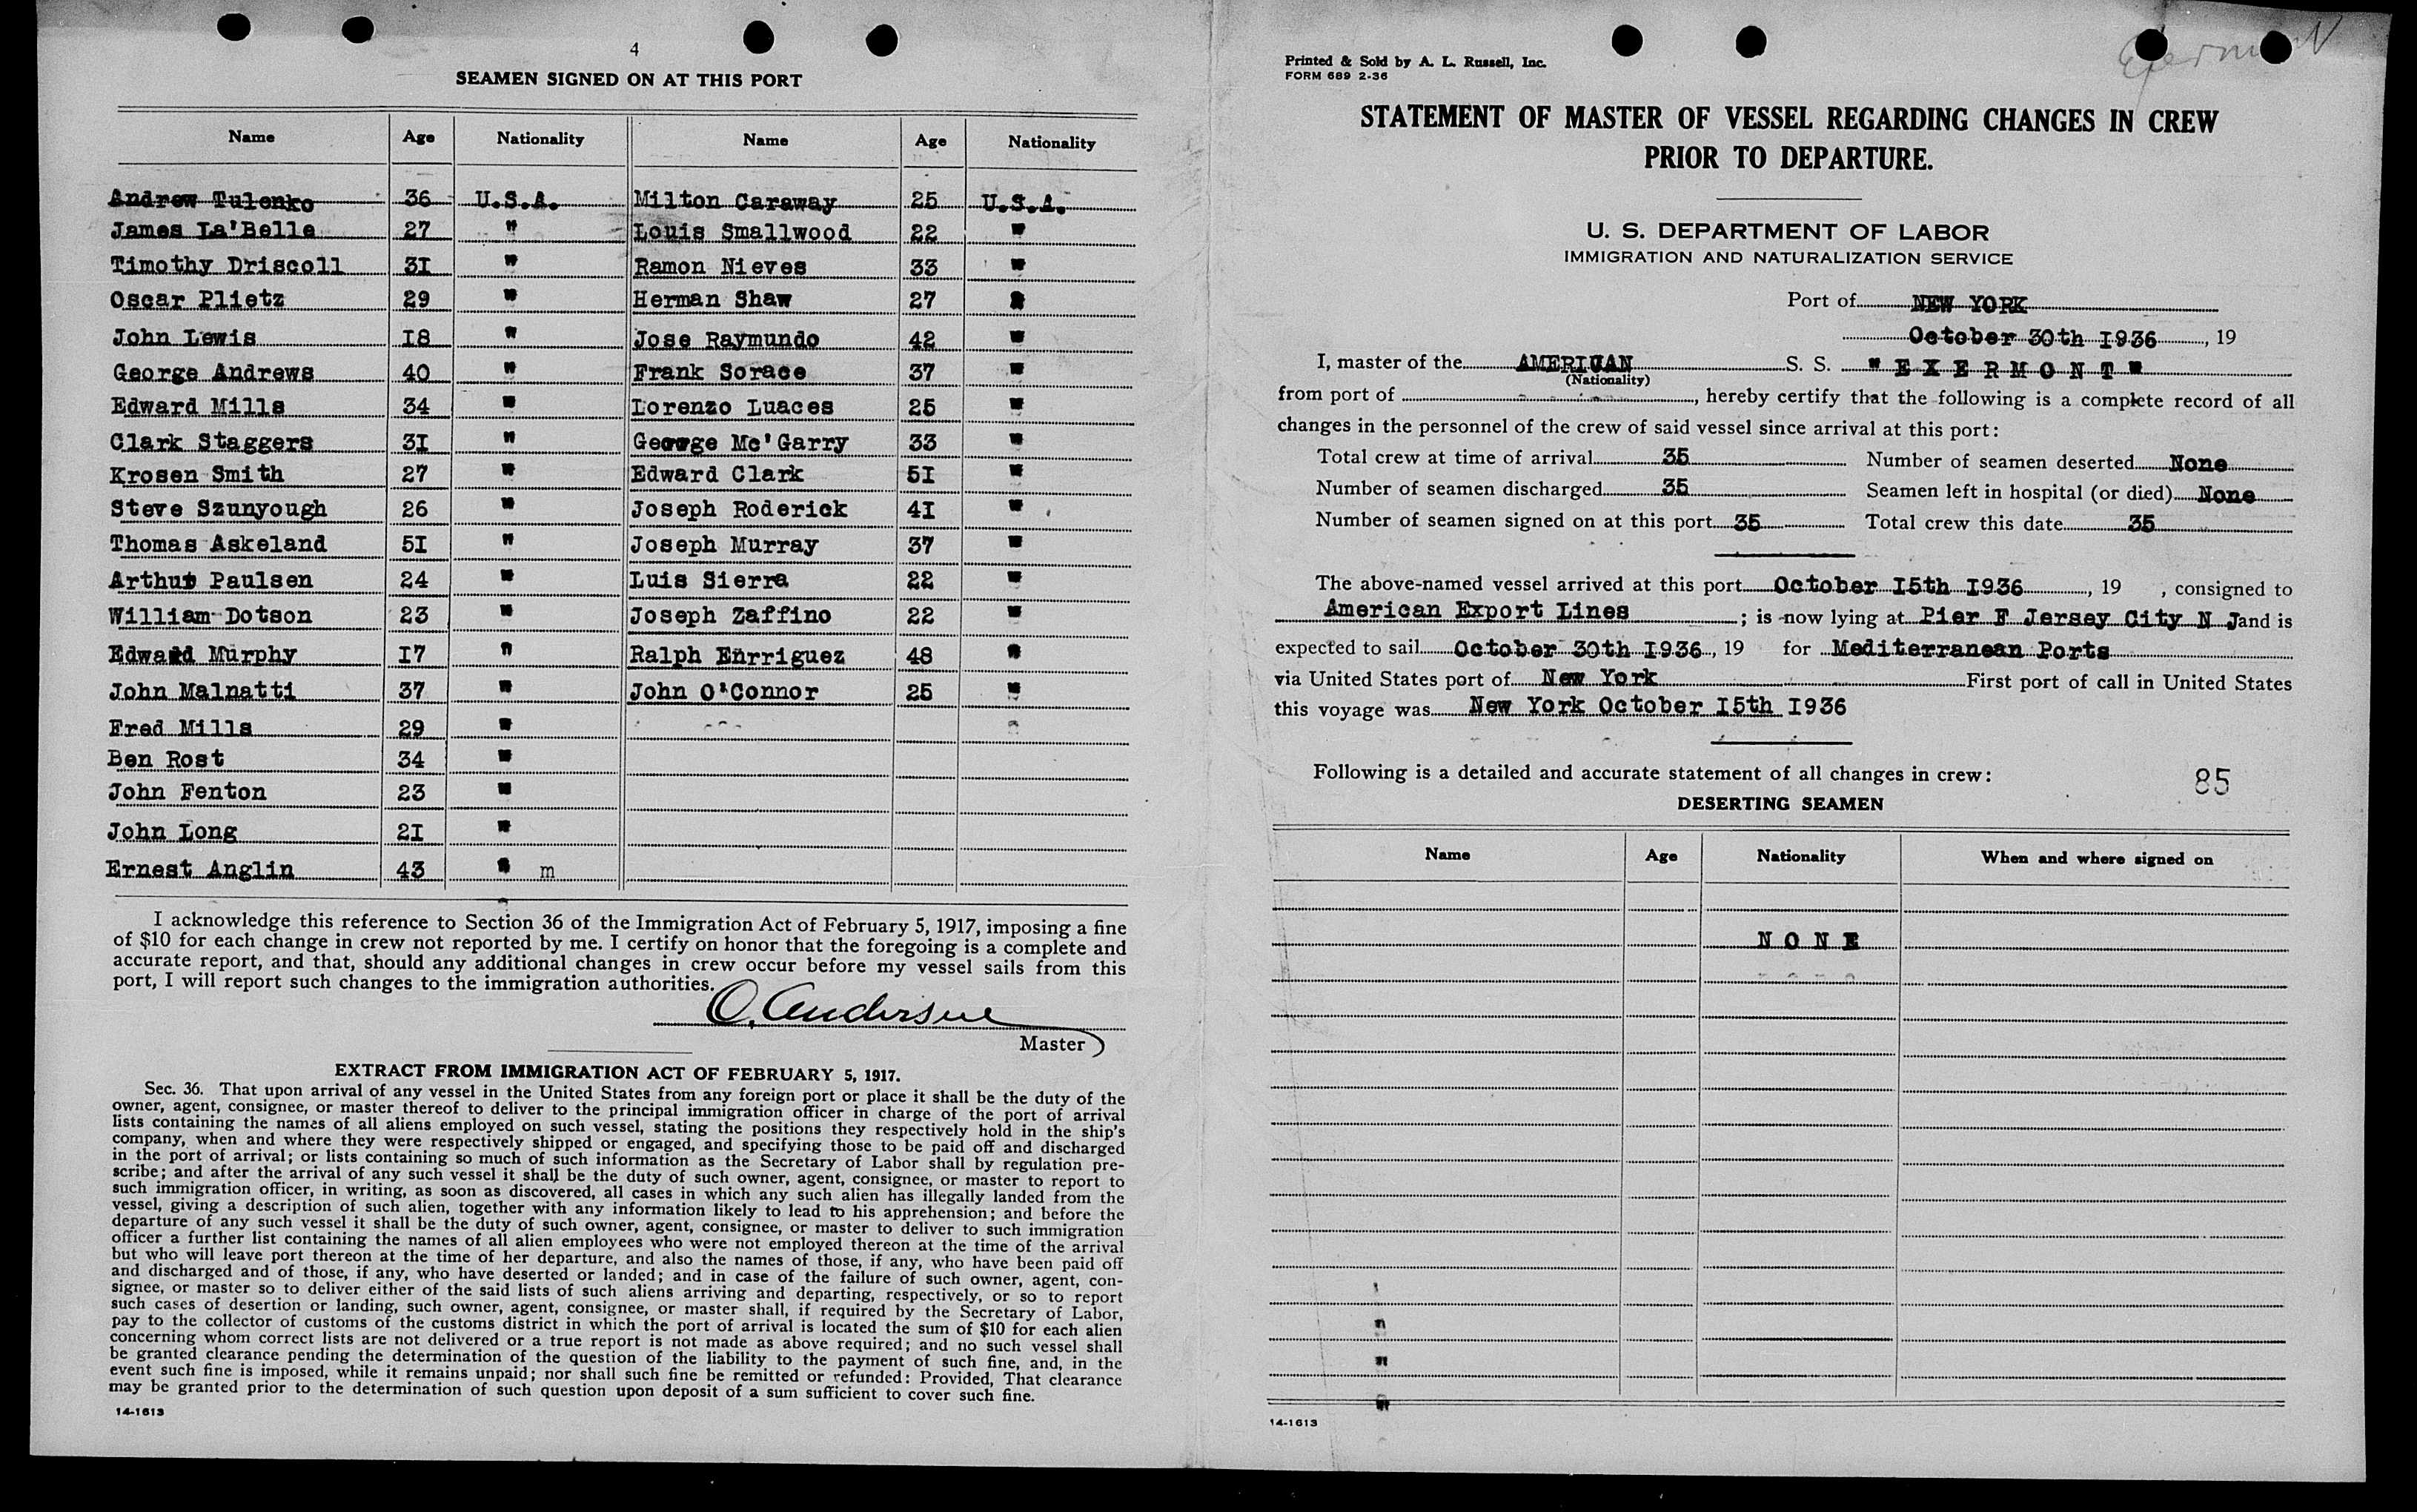 4
SEAMEN SIGNED ON AT THIS PORT
Name Age Nationality Name Age Nationality
Andrew Tulenko 36 U.S.A. Milton Caraway 25 U.S.A.
James La'Belle 27 " Louis Smallwood 22 "
Timothy Driscoll 3I " Ramon Nieves 33 "
Oscar Plietz 29 " Herman Shaw 27 "
John Lewis I8 " Jose Raymundo 42 "
George Andrews 40 " Frank Sorace 37 "
Edward Mills 34 " Lorenzo Luaces 25 "
Clark Staggers 3I " George Mc'Garry 33 "
Krosen Smith 27 " Edward Clark 5I "
Steve Szunyough 26 " Joseph Roderick 4I "
Thomas Askeland 5I " Joseph Murray 37 "
Arthur Paulsen 24 " Luis Sierra 22 "
William Dotson 23 " Joseph Zaffino 22 "
Edward Murphy I7 " Ralph Enrriguez 48 "
John Malnatti 37 " John O'Connor 25 "
Fred Mills 29 "
Ben Rost 34 "
John Fenton 23 "
John Long 2I "
Ernest Anglin 43 " m
I acknowledge this reference to Section 36 of the Immigration Act of February 5, 1917, imposing a fine
of $10 for each change in crew not reported by me. I certify on honor that the foregoing is a complete and
accurate report, and that, should any additional changes in crew occur before my vessel sails from this
port, I will report such changes to the immigration authorities.
O. Andersen
Master
EXTRACT FROM IMMIGRATION ACT OF FEBRUARY 5, 1917.
Sec. 36. That upon arrival of any vessel in the United States from any foreign port or place it shall be the duty of the
owner, agent, consignee, or master thereof to deliver to the principal immigration officer in charge of the port of arrival
lists containing the names of all aliens employed on such vessel, stating the positions they respectively hold in the ship's
company, when and where they were respectively shipped or engaged, and specifying those to be paid off and discharged
in the port of arrival; or lists containing so much of such information as the Secretary of Labor shall by regulation pre-
scribe; and after the arrival of any such vessel it shall be the duty of such owner, agent, consignee, or master to report to
such immigration officer, in writing, as soon as discovered, all cases in which any such alien has illegally landed from the
vessel, giving a description of such alien, together with any information likely to lead to his apprehension; and before the
departure of any such vessel it shall be the duty of such owner, agent, consignee, or master to deliver to such immigration
officer a further list containing the names of all alien employees who were not employed thereon at the time of the arrival
but who will leave port thereon at the time of her departure, and also the names of those, if any, who have been paid off
and discharged and of those, if any, who have deserted or landed; and in case of the failure of such owner, agent, con-
signee, or master so to deliver either of the said lists of such aliens arriving and departing, respectively, or so to report
such cases of desertion or landing, such owner, agent, consignee, or master shall, if required by the Secretary of Labor,
pay to the collector of customs of the customs district in which the port of arrival is located the sum of $10 for each alien
concerning whom correct lists are not delivered or a true report is not made as above required; and no such vessel shall
be granted clearance pending the determination of the question of the liability to the payment of such fine, and, in the
event such fine is imposed, while it remains unpaid; nor shall such fine be remitted or refunded: Provided, That clearance
may be granted prior to the determination of such question upon deposit of a sum sufficient to cover such fine.
14-1613
Printed & Sold by A. L. Russell, Inc.
FORM 689 2-36
STATEMENT OF MASTER OF VESSEL REGARDING CHANGES IN CREW
PRIOR TO DEPARTURE.
U. S. DEPARTMENT OF LABOR
IMMIGRATION AND NATURALIZATION SERVICE
Port of NEW YORK
October 30th I936, 19
I, master of the AMERICAN S. S. "EXERMONT"
(Nationality)
from port of , hereby certify that the following is a complete record of all
changes in the personnel of the crew of said vessel since arrival at this port:
Total crew at time of arrival 35 Number of seamen deserted None
Number of seamen discharged 35 Seamen left in hospital (or died) None
Number of seamen signed on at this port 35 Total crew this date 35
The above-named vessel arrived at this port October I5th I936, 19 , consigned to
American Export Lines ; is now lying at Pier F Jersey City N J and is
expected to sail October 30th I936, 19 for Mediterranean Ports
via United States port of New York First port of call in United States
this voyage was New York October I5th I936
Following is a detailed and accurate statement of all changes in crew:
85
DESERTING SEAMEN
Name Age Nationality When and where signed on
N O N E
14-1613